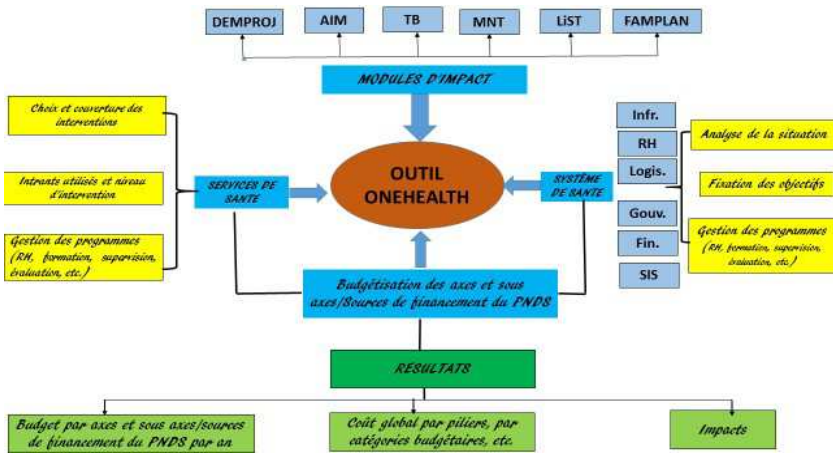 DEMPROJ
AIM
TB
MNT
LiST
FAMPLAN
MODULES D'IMPACT
Choix et couverture des
interventions
Intrants utilisés et niveau
d'intervention
Gestion des programmes
(RH, formation, supervision,
évaluation, etc.)
SERVICES DE
SANTE
OUTIL
ONEHEALTH
SYSTÈME
DE SANTE
Infr.
RH
Logis.
Gouv.
Fin.
SIS
Analyse de la situation
Fixation des objectifs
Gestion des programmes
(RH, formation, supervision,
évaluation, etc.)
Budgétisation des axes et sous
axes/Sources de financement du PNDS
RESULTATS
Budget par axes et sous axes/sources
de financement du PNDS par an
Coût global par piliers, par
catégories budgétaires, etc.
Impacts